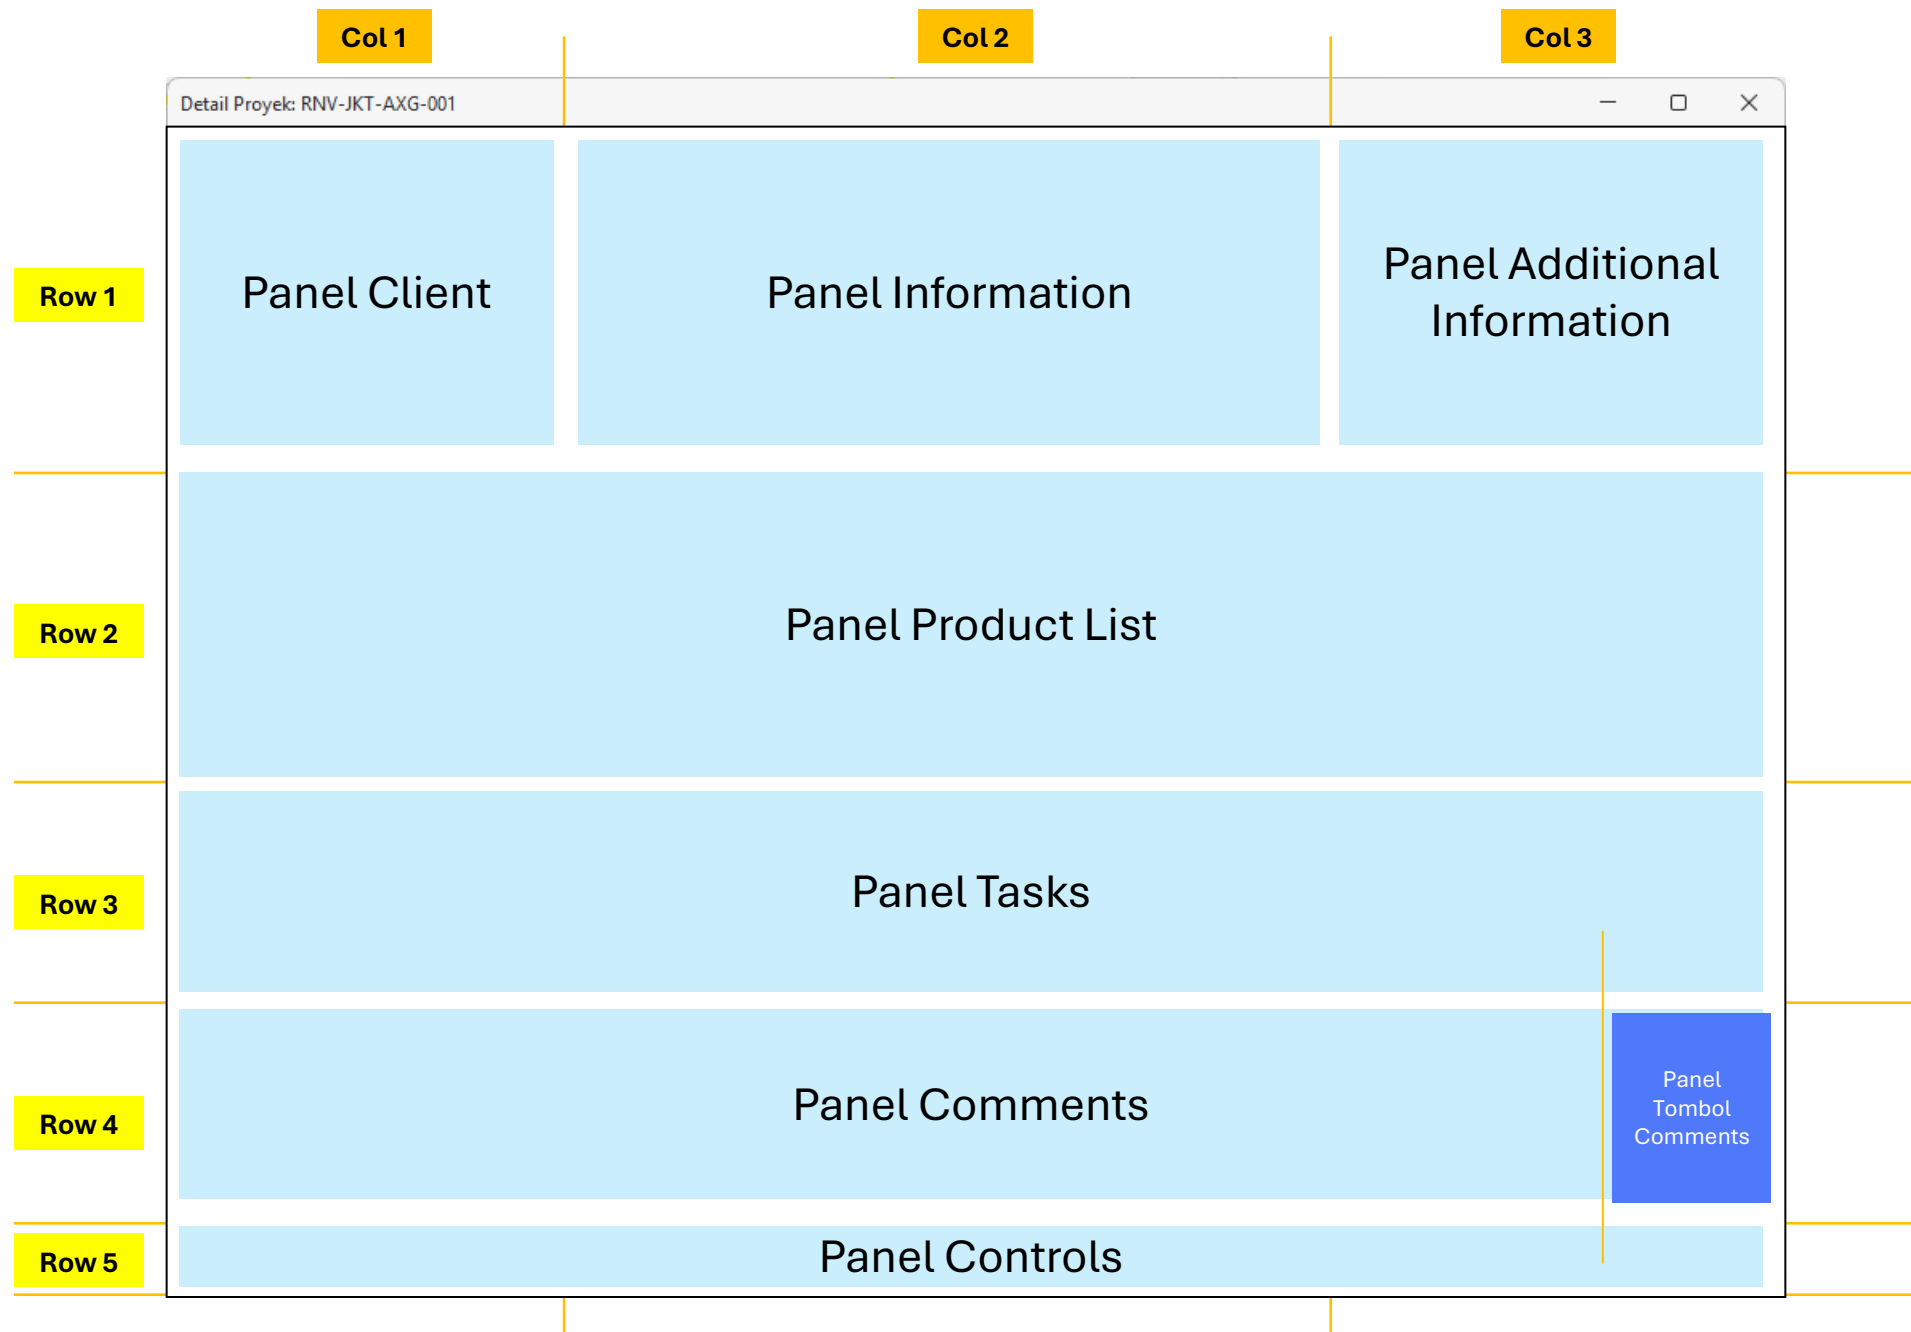 Col 1
Col 2
Col 3
Detail Proyek: RNV-JKT-AXG-001
Row 1
Panel Client
Panel Information
Panel Additional
Information
Row 2
Panel Product List
Row 3
Panel Tasks
Row 4
Panel Comments
Panel
Tombol
Comments
Row 5
Panel Controls